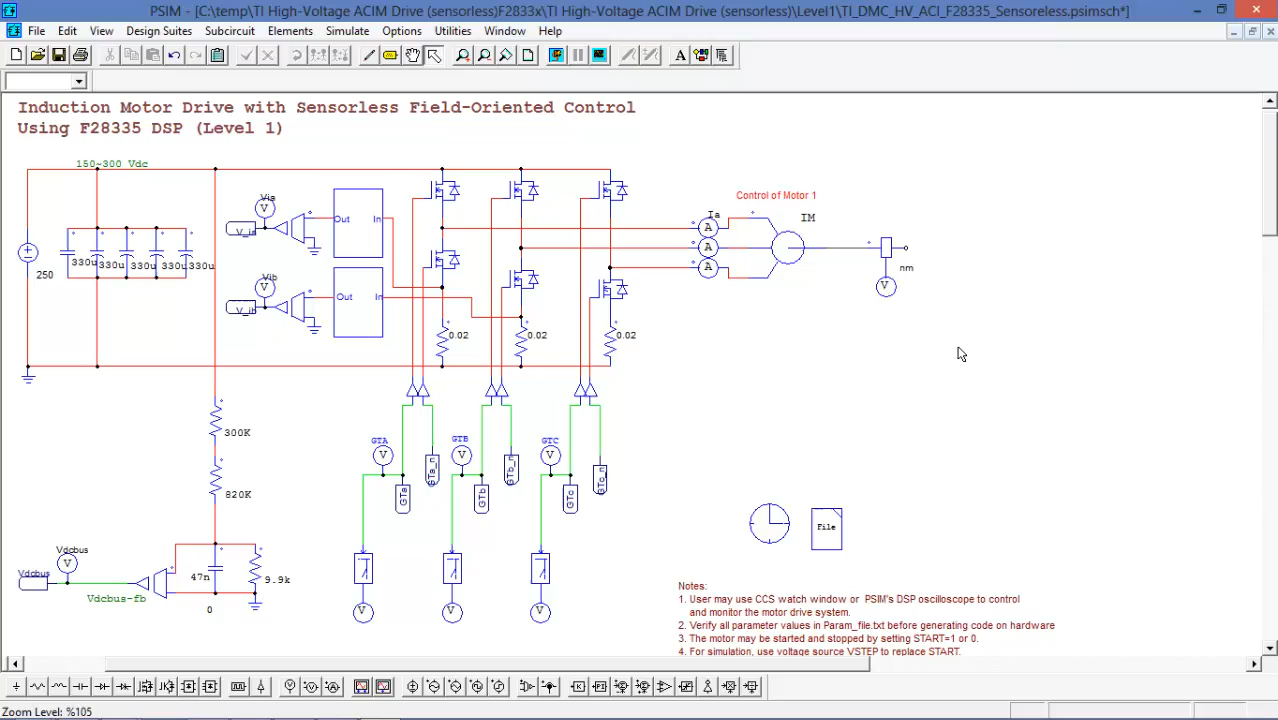 PSIM - [C:\temp\TI High-Voltage ACIM Drive (sensorless)F2833x\TI High-Voltage ACIM Drive (sensorless)\Level1\TI_DMC_HV_ACI_F28335_Sensoreless.psimsch*]
File Edit View Design Suites Subcircuit Elements Simulate Options Utilities Window Help
Induction Motor Drive with Sensorless Field-Oriented Control
Using F28335 DSP (Level 1)
150~300 Vdc
Control of Motor 1
Via
V
Out In
Ia
A
IM
A
A
nm
V
250
330u 330u 330u 330u 330u
Vib
V
Out In
0.02 0.02 0.02
300K
820K
GTA GTB GTC
V V V
GTa_n GTb_n GTc_n
GTa GTb GTc
File
Vdcbus
V
Vdcbus
Vdcbus-fb
47n
9.9k
0
V V V
Notes:
1. User may use CCS watch window or PSIM's DSP oscilloscope to control
and monitor the motor drive system.
2. Verify all parameter values in Param_file.txt before generating code on hardware
3. The motor may be started and stopped by setting START=1 or 0.
4. For simulation, use voltage source VSTEP to replace START.
Zoom Level: %105